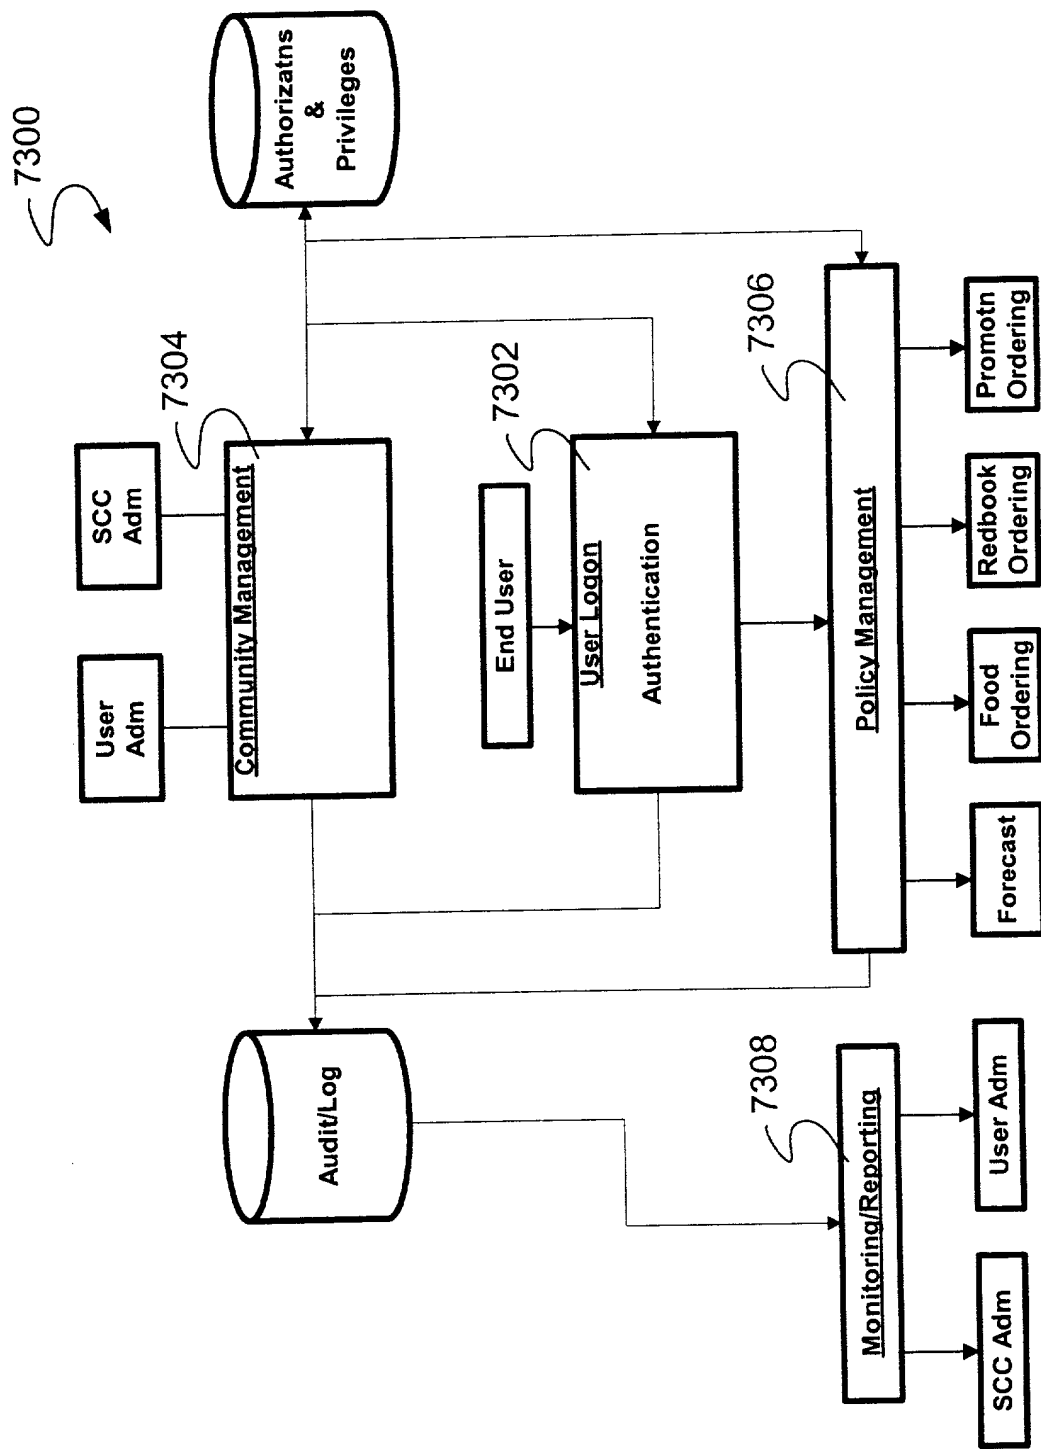 7300
User
Adm
SCC
Adm
7304
Community Management
Authorizatns
&
Privileges
Audit/Log
End User
7302
User Logon
Authentication
7306
Policy Management
7308
Monitoring/Reporting
SCC Adm
User Adm
Forecast
Food
Ordering
Redbook
Ordering
Promotn
Ordering